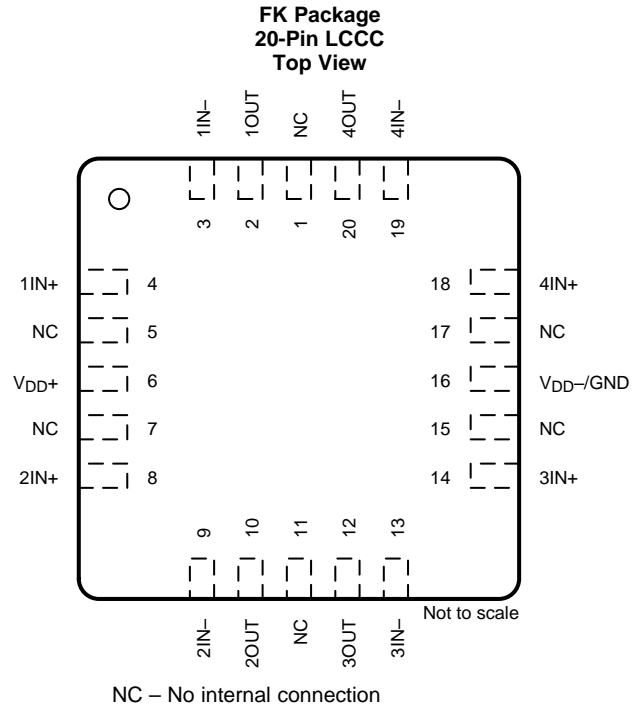 FK Package
20-Pin LCCC
Top View
1IN–
1OUT
NC
4OUT
4IN–
3
2
1
20
19
1IN+ 4
NC 5
VDD+ 6
NC 7
2IN+ 8
18 4IN+
17 NC
16 VDD–/GND
15 NC
14 3IN+
9
10
11
12
13
2IN–
2OUT
NC
3OUT
3IN–
Not to scale
NC – No internal connection